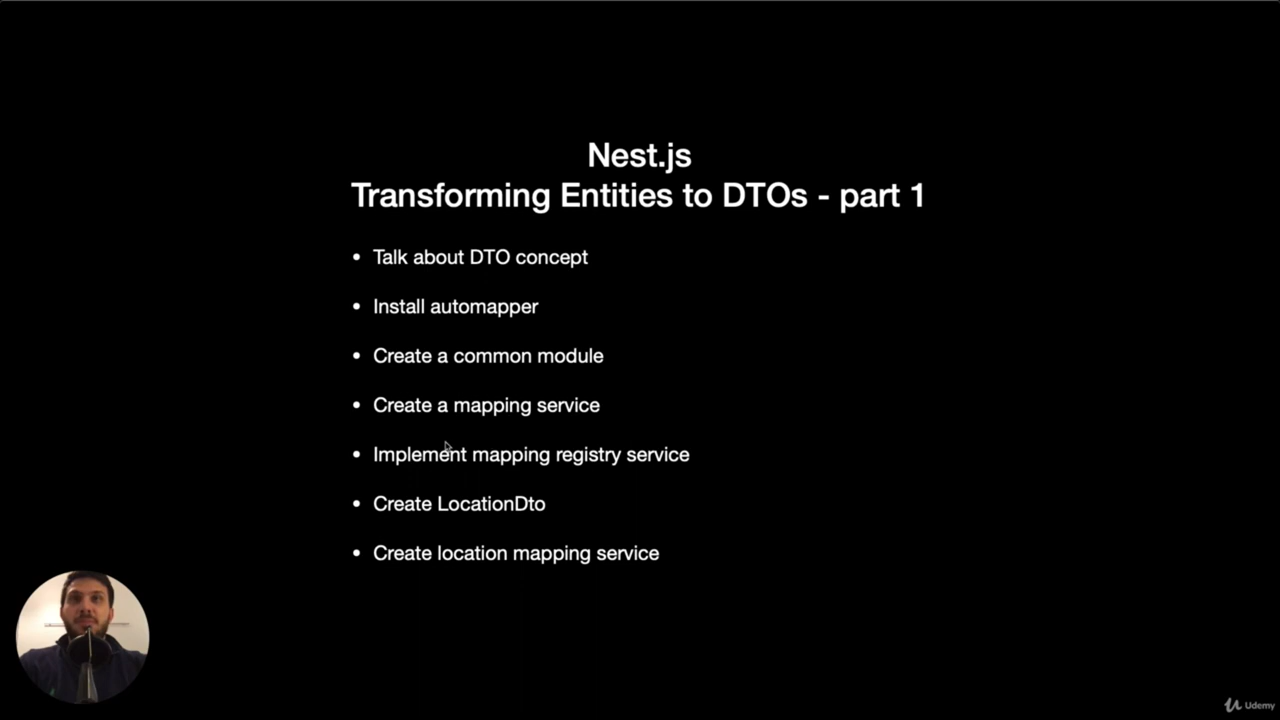 Nest.js
Transforming Entities to DTOs - part 1
• Talk about DTO concept
• Install automapper
• Create a common module
• Create a mapping service
• Implement mapping registry service
• Create LocationDto
• Create location mapping service
Udemy